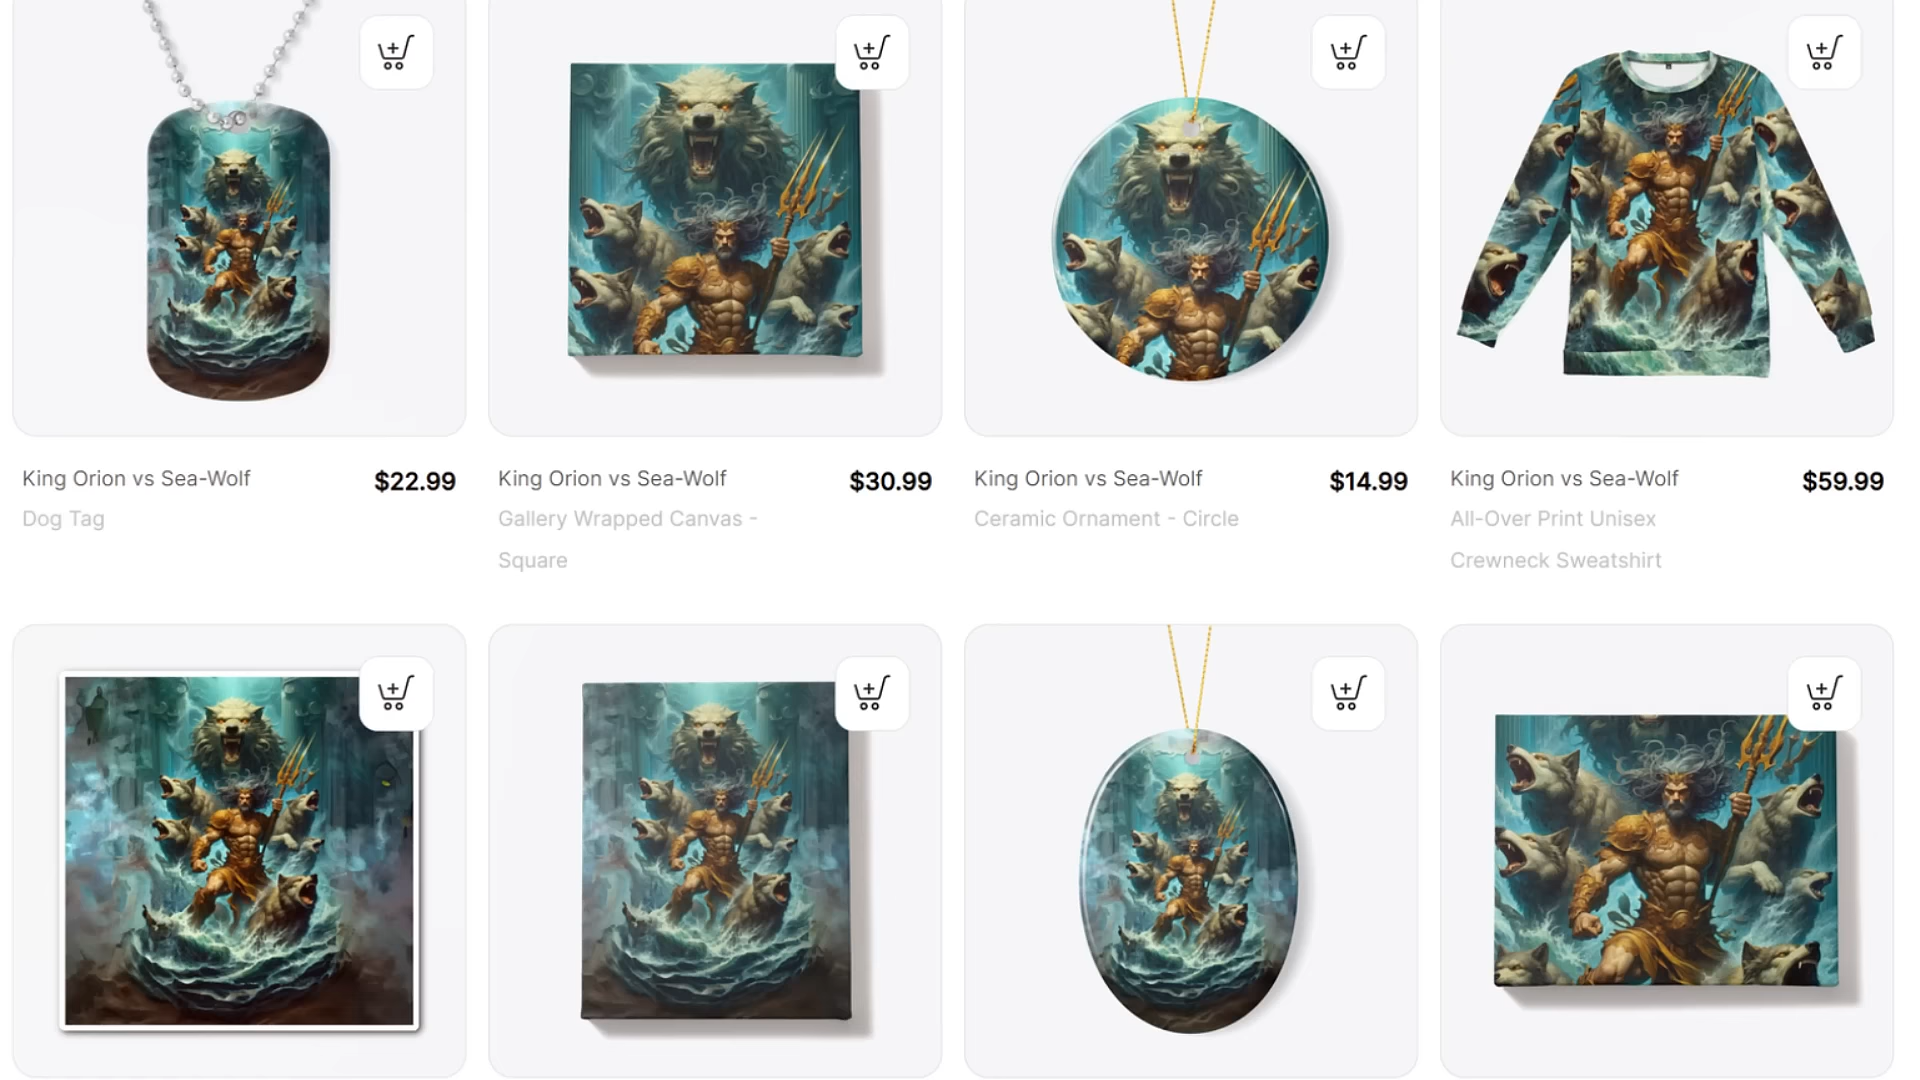 King Orion vs Sea-Wolf $22.99
Dog Tag
King Orion vs Sea-Wolf $30.99
Gallery Wrapped Canvas -
Square
King Orion vs Sea-Wolf $14.99
Ceramic Ornament - Circle
King Orion vs Sea-Wolf $59.99
All-Over Print Unisex
Crewneck Sweatshirt